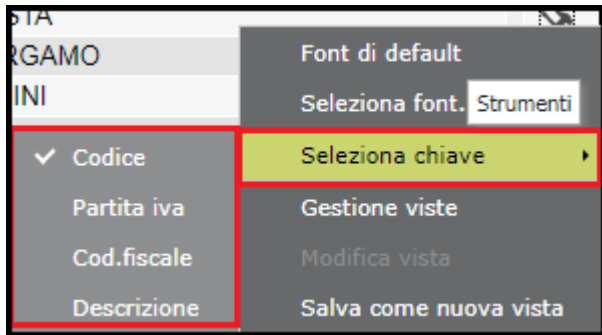 Font di default
Seleziona font. Strumenti
INI
Codice
Seleziona chiave
Partita iva
Gestione viste
Cod.fiscale
Modifica vista
Descrizione
Salva come nuova vista